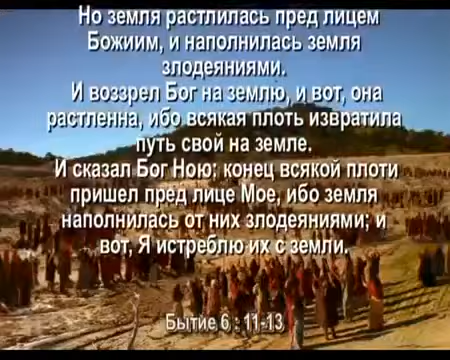 Но земля растлилась пред лицем
Божиим, и наполнилась земля
злодеяниями.
И воззрел Бог на землю, и вот, она
растленна, ибо всякая плоть извратила
путь свой на земле.
И сказал Бог Ною: конец всякой плоти
пришел пред лице Мое, ибо земля
наполнилась от них злодеяниями; и
вот, Я истреблю их с земли.
Бытие 6 : 11-13